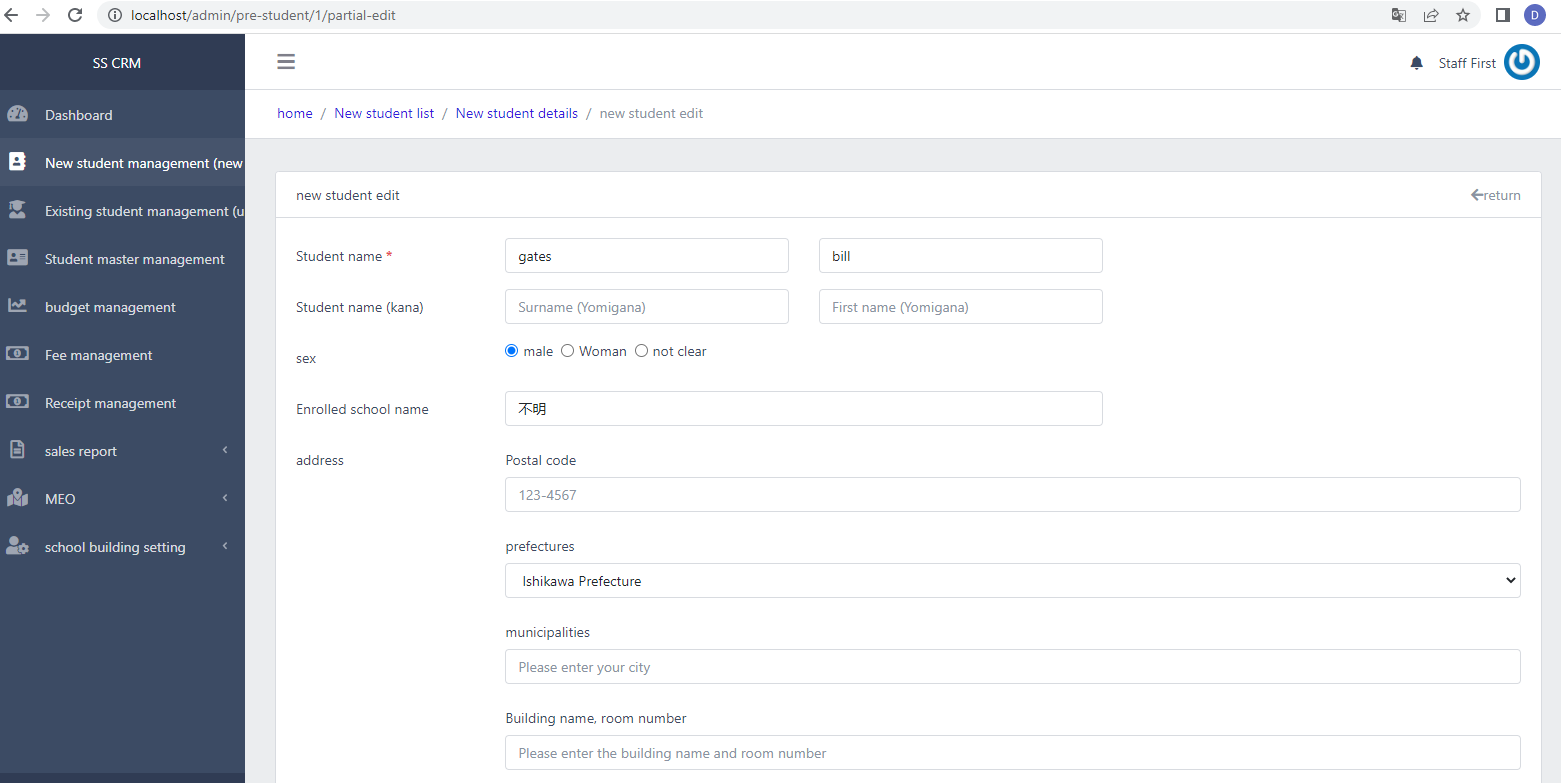 localhost/admin/pre-student/1/partial-edit
D
SS CRM
Staff First
Dashboard
New student management (new
Existing student management (u
Student master management
budget management
Fee management
Receipt management
sales report
MEO
school building setting
home / New student list / New student details / new student edit
new student edit
return
Student name *
gates
bill
Student name (kana)
Surname (Yomigana)
First name (Yomigana)
sex
male
Woman
not clear
Enrolled school name
不明
address
Postal code
123-4567
prefectures
Ishikawa Prefecture
municipalities
Please enter your city
Building name, room number
Please enter the building name and room number